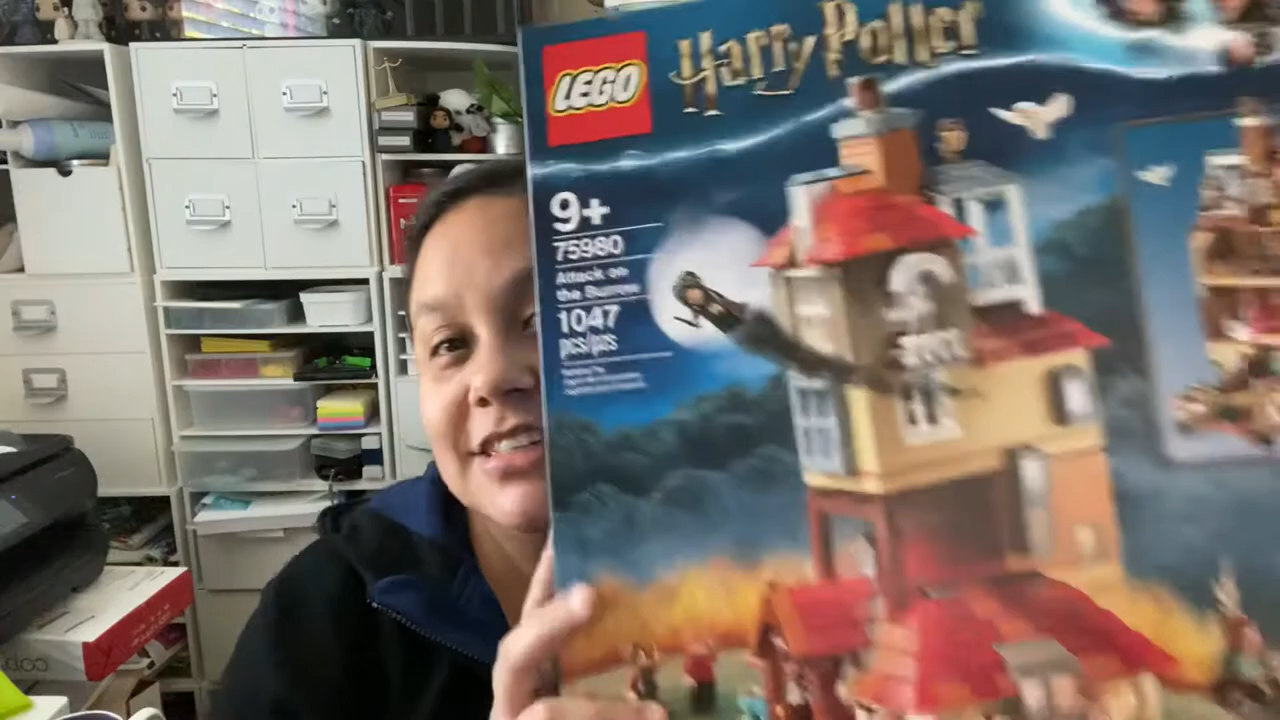 LEGO
Harry Potter
9+
75980
Attack on
the Burrow
1047
pcs/pzs